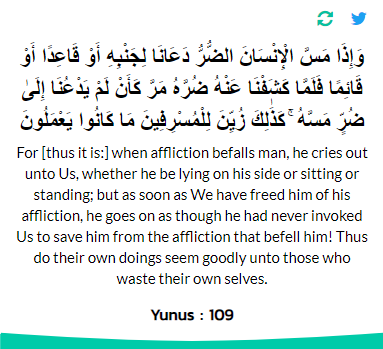 وَإِذَا مَسَّ الْإِنْسَانَ الضُّرُّ دَعَانَا لِجَنْبِهِ أَوْ قَاعِدًا أَوْ
قَائِمًا فَلَمَّا كَشَفْنَا عَنْهُ ضُرَّهُ مَرَّ كَأَنْ لَمْ يَدْعُنَا إِلَىٰ
ضُرٍّ مَسَّهُ ۚ كَذَٰلِكَ زُيِّنَ لِلْمُسْرِفِينَ مَا كَانُوا يَعْمَلُونَ
For [thus it is:] when affliction befalls man, he cries out
unto Us, whether he be lying on his side or sitting or
standing; but as soon as We have freed him of his
affliction, he goes on as though he had never invoked
Us to save him from the affliction that befell him! Thus
do their own doings seem goodly unto those who
waste their own selves.
Yunus : 109